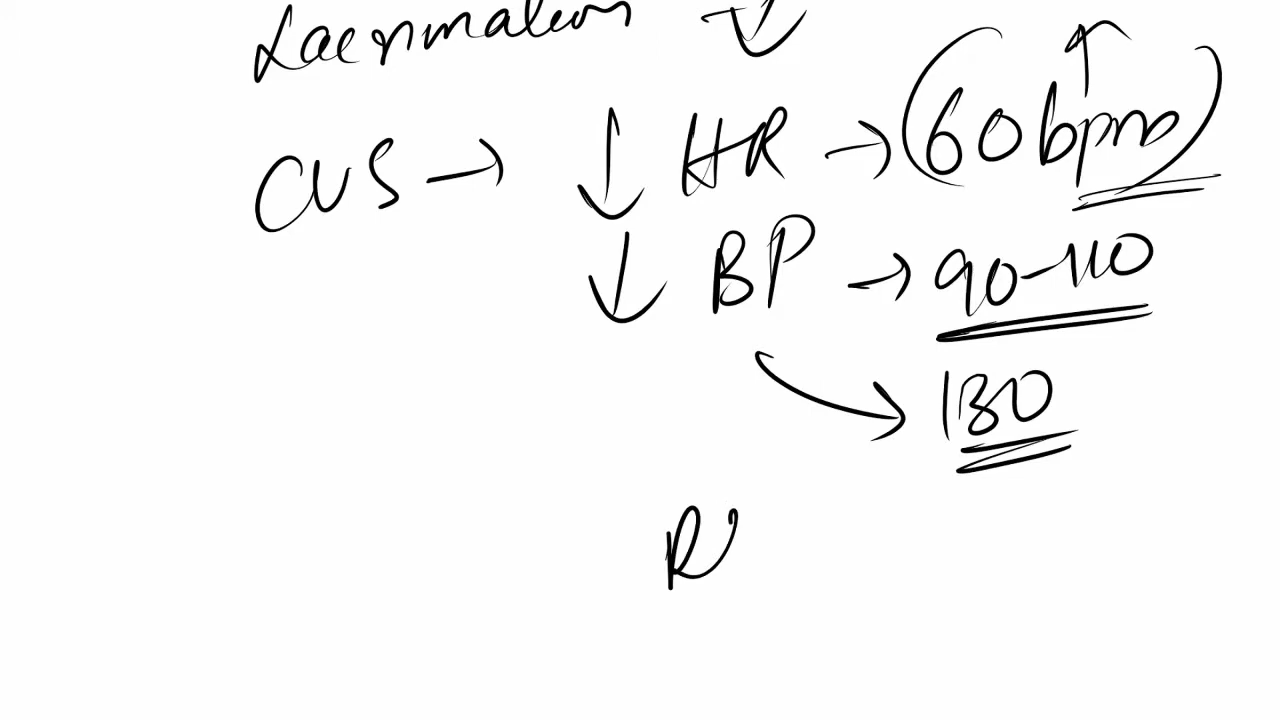 Lacrimation ↓
CVS → ↓ HR → (60 bpm) ↑
↓ BP → 90-110
→ 130
R